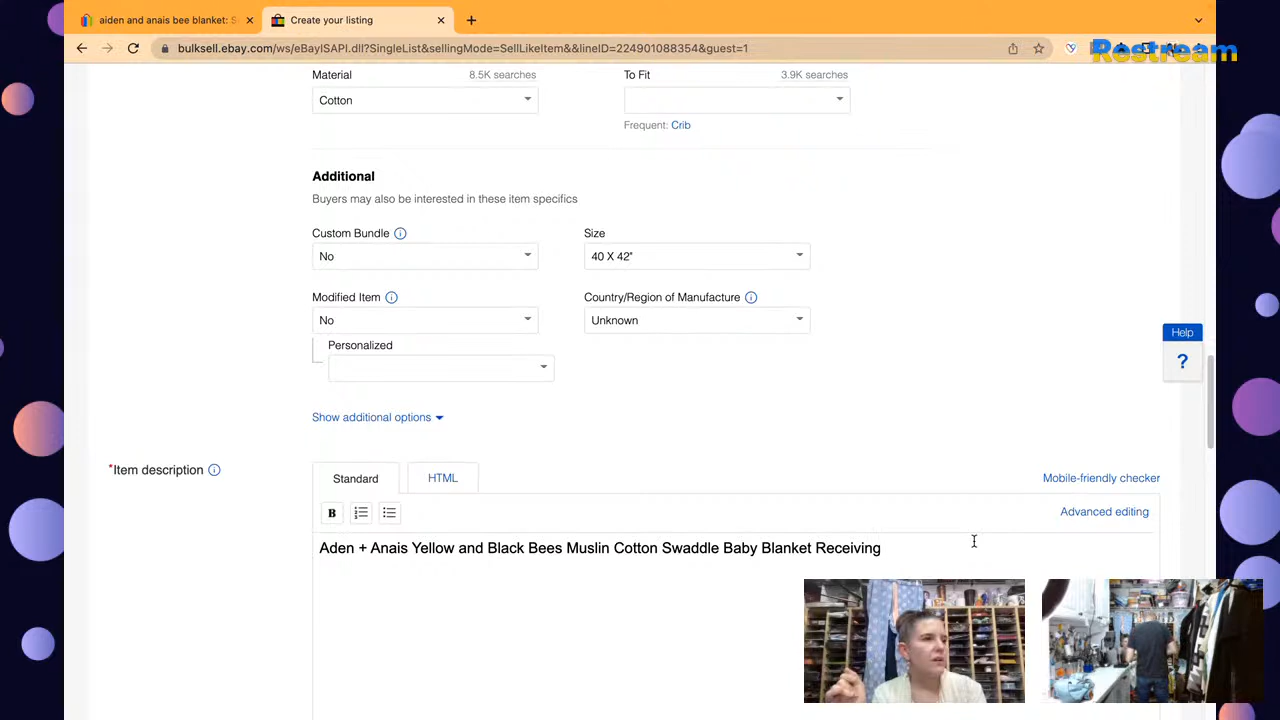 aiden and anais bee blanket: S
Create your listing
bulksell.ebay.com/ws/eBayISAPI.dll?SingleList&sellingMode=SellLikeItem&&lineID=224901088354&guest=1
Restream
Material 8.5K searches To Fit 3.9K searches
Cotton
Frequent: Crib
Additional
Buyers may also be interested in these item specifics
Custom Bundle Size
No 40 X 42"
Modified Item Country/Region of Manufacture
No Unknown
Help
?
Personalized
Show additional options
*Item description
Standard HTML Mobile-friendly checker
B Advanced editing
Aden + Anais Yellow and Black Bees Muslin Cotton Swaddle Baby Blanket Receiving